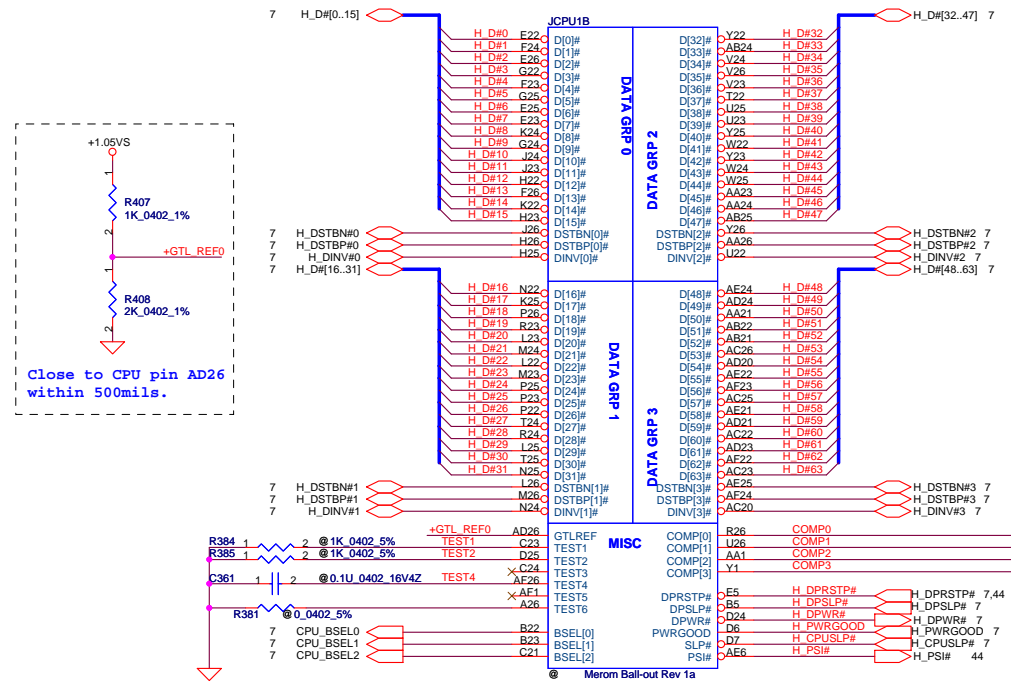 7 H_D#[0..15]
JCPU1B
H_D#[32..47] 7
H_D#0 E22 D[0]# D[32]# Y22 H_D#32
H_D#1 F24 D[1]# D[33]# AB24 H_D#33
H_D#2 E26 D[2]# D[34]# V24 H_D#34
H_D#3 G22 D[3]# D[35]# V26 H_D#35
H_D#4 F23 D[4]# D[36]# V23 H_D#36
H_D#5 G25 D[5]# D[37]# T22 H_D#37
H_D#6 E25 D[6]# D[38]# U25 H_D#38
H_D#7 E23 D[7]# D[39]# U23 H_D#39
H_D#8 K24 D[8]# D[40]# Y25 H_D#40
H_D#9 G24 D[9]# D[41]# W22 H_D#41
H_D#10 J24 D[10]# D[42]# Y23 H_D#42
H_D#11 J23 D[11]# D[43]# W24 H_D#43
H_D#12 H22 D[12]# D[44]# W25 H_D#44
H_D#13 F26 D[13]# D[45]# AA23 H_D#45
H_D#14 K22 D[14]# D[46]# AA24 H_D#46
H_D#15 H23 D[15]# D[47]# AB25 H_D#47
7 H_DSTBN#0 J26 DSTBN[0]# DSTBN[2]# Y26 H_DSTBN#2 7
7 H_DSTBP#0 H26 DSTBP[0]# DSTBP[2]# AA26 H_DSTBP#2 7
7 H_DINV#0 H25 DINV[0]# DINV[2]# U22 H_DINV#2 7
7 H_D#[16..31]
H_D#[48..63] 7
DATA GRP 0
DATA GRP 2
+1.05VS
1
R407
1K_0402_1%
2
+GTL_REF0
1
R408
2K_0402_1%
2
Close to CPU pin AD26
within 500mils.
H_D#16 N22 D[16]# D[48]# AE24 H_D#48
H_D#17 K25 D[17]# D[49]# AD24 H_D#49
H_D#18 P26 D[18]# D[50]# AA21 H_D#50
H_D#19 R23 D[19]# D[51]# AB22 H_D#51
H_D#20 L23 D[20]# D[52]# AB21 H_D#52
H_D#21 M24 D[21]# D[53]# AC26 H_D#53
H_D#22 L22 D[22]# D[54]# AD20 H_D#54
H_D#23 M23 D[23]# D[55]# AE22 H_D#55
H_D#24 P25 D[24]# D[56]# AF23 H_D#56
H_D#25 P23 D[25]# D[57]# AC25 H_D#57
H_D#26 P22 D[26]# D[58]# AE21 H_D#58
H_D#27 T24 D[27]# D[59]# AD21 H_D#59
H_D#28 R24 D[28]# D[60]# AC22 H_D#60
H_D#29 L25 D[29]# D[61]# AD23 H_D#61
H_D#30 T25 D[30]# D[62]# AF22 H_D#62
H_D#31 N25 D[31]# D[63]# AC23 H_D#63
7 H_DSTBN#1 L26 DSTBN[1]# DSTBN[3]# AE25 H_DSTBN#3 7
7 H_DSTBP#1 M26 DSTBP[1]# DSTBP[3]# AF24 H_DSTBP#3 7
7 H_DINV#1 N24 DINV[1]# DINV[3]# AC20 H_DINV#3 7
DATA GRP 1
DATA GRP 3
+GTL_REF0 AD26 GTLREF COMP[0] R26 COMP0
R384 1 2 @1K_0402_5% TEST1 C23 TEST1 COMP[1] U26 COMP1
R385 1 2 @1K_0402_5% TEST2 D25 TEST2 COMP[2] AA1 COMP2
C24 TEST3 COMP[3] Y1 COMP3
C361 1 2 @0.1U_0402_16V4Z TEST4 AF26 TEST4
AF1 TEST5 DPRSTP# E5 H_DPRSTP# H_DPRSTP# 7,44
R381 @0_0402_5% A26 TEST6 DPSLP# B5 H_DPSLP# H_DPSLP# 7
DPWR# D24 H_DPWR# H_DPWR# 7
7 CPU_BSEL0 B22 BSEL[0] PWRGOOD D6 H_PWRGOOD H_PWRGOOD 7
7 CPU_BSEL1 B23 BSEL[1] SLP# D7 H_CPUSLP# H_CPUSLP# 7
7 CPU_BSEL2 C21 BSEL[2] PSI# AE6 H_PSI# H_PSI# 44
MISC
@ Merom Ball-out Rev 1a